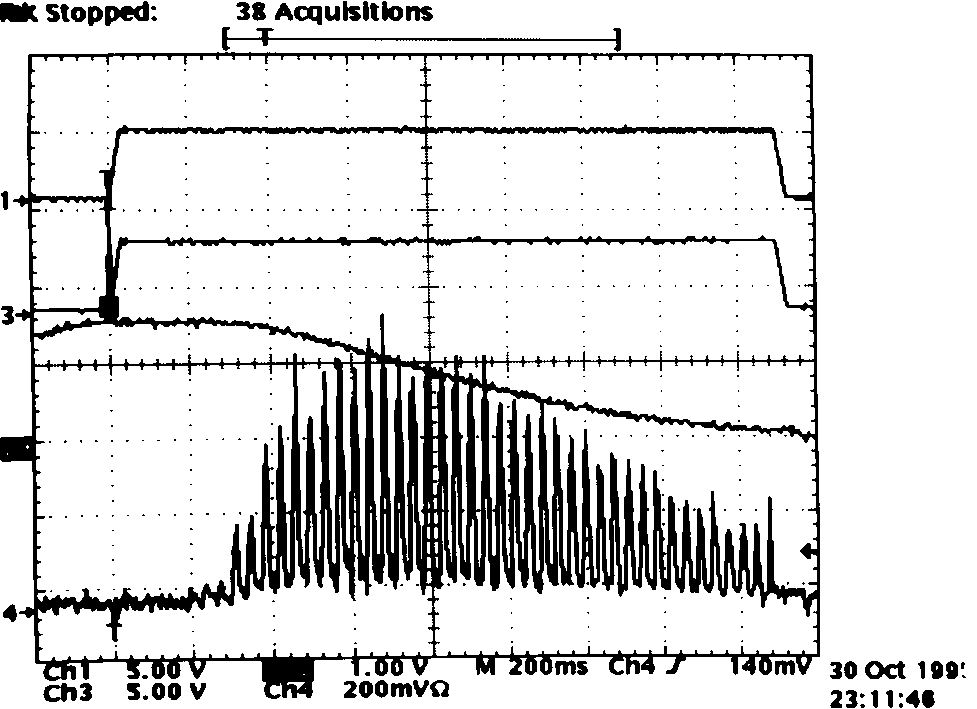 Stopped:
38 Acquisitions
T
1
3
4
Ch1 5.00 V 1.00 V M 200ms Ch4 140mV
Ch3 5.00 V Ch4 200mVΩ
30 Oct
23:11:46